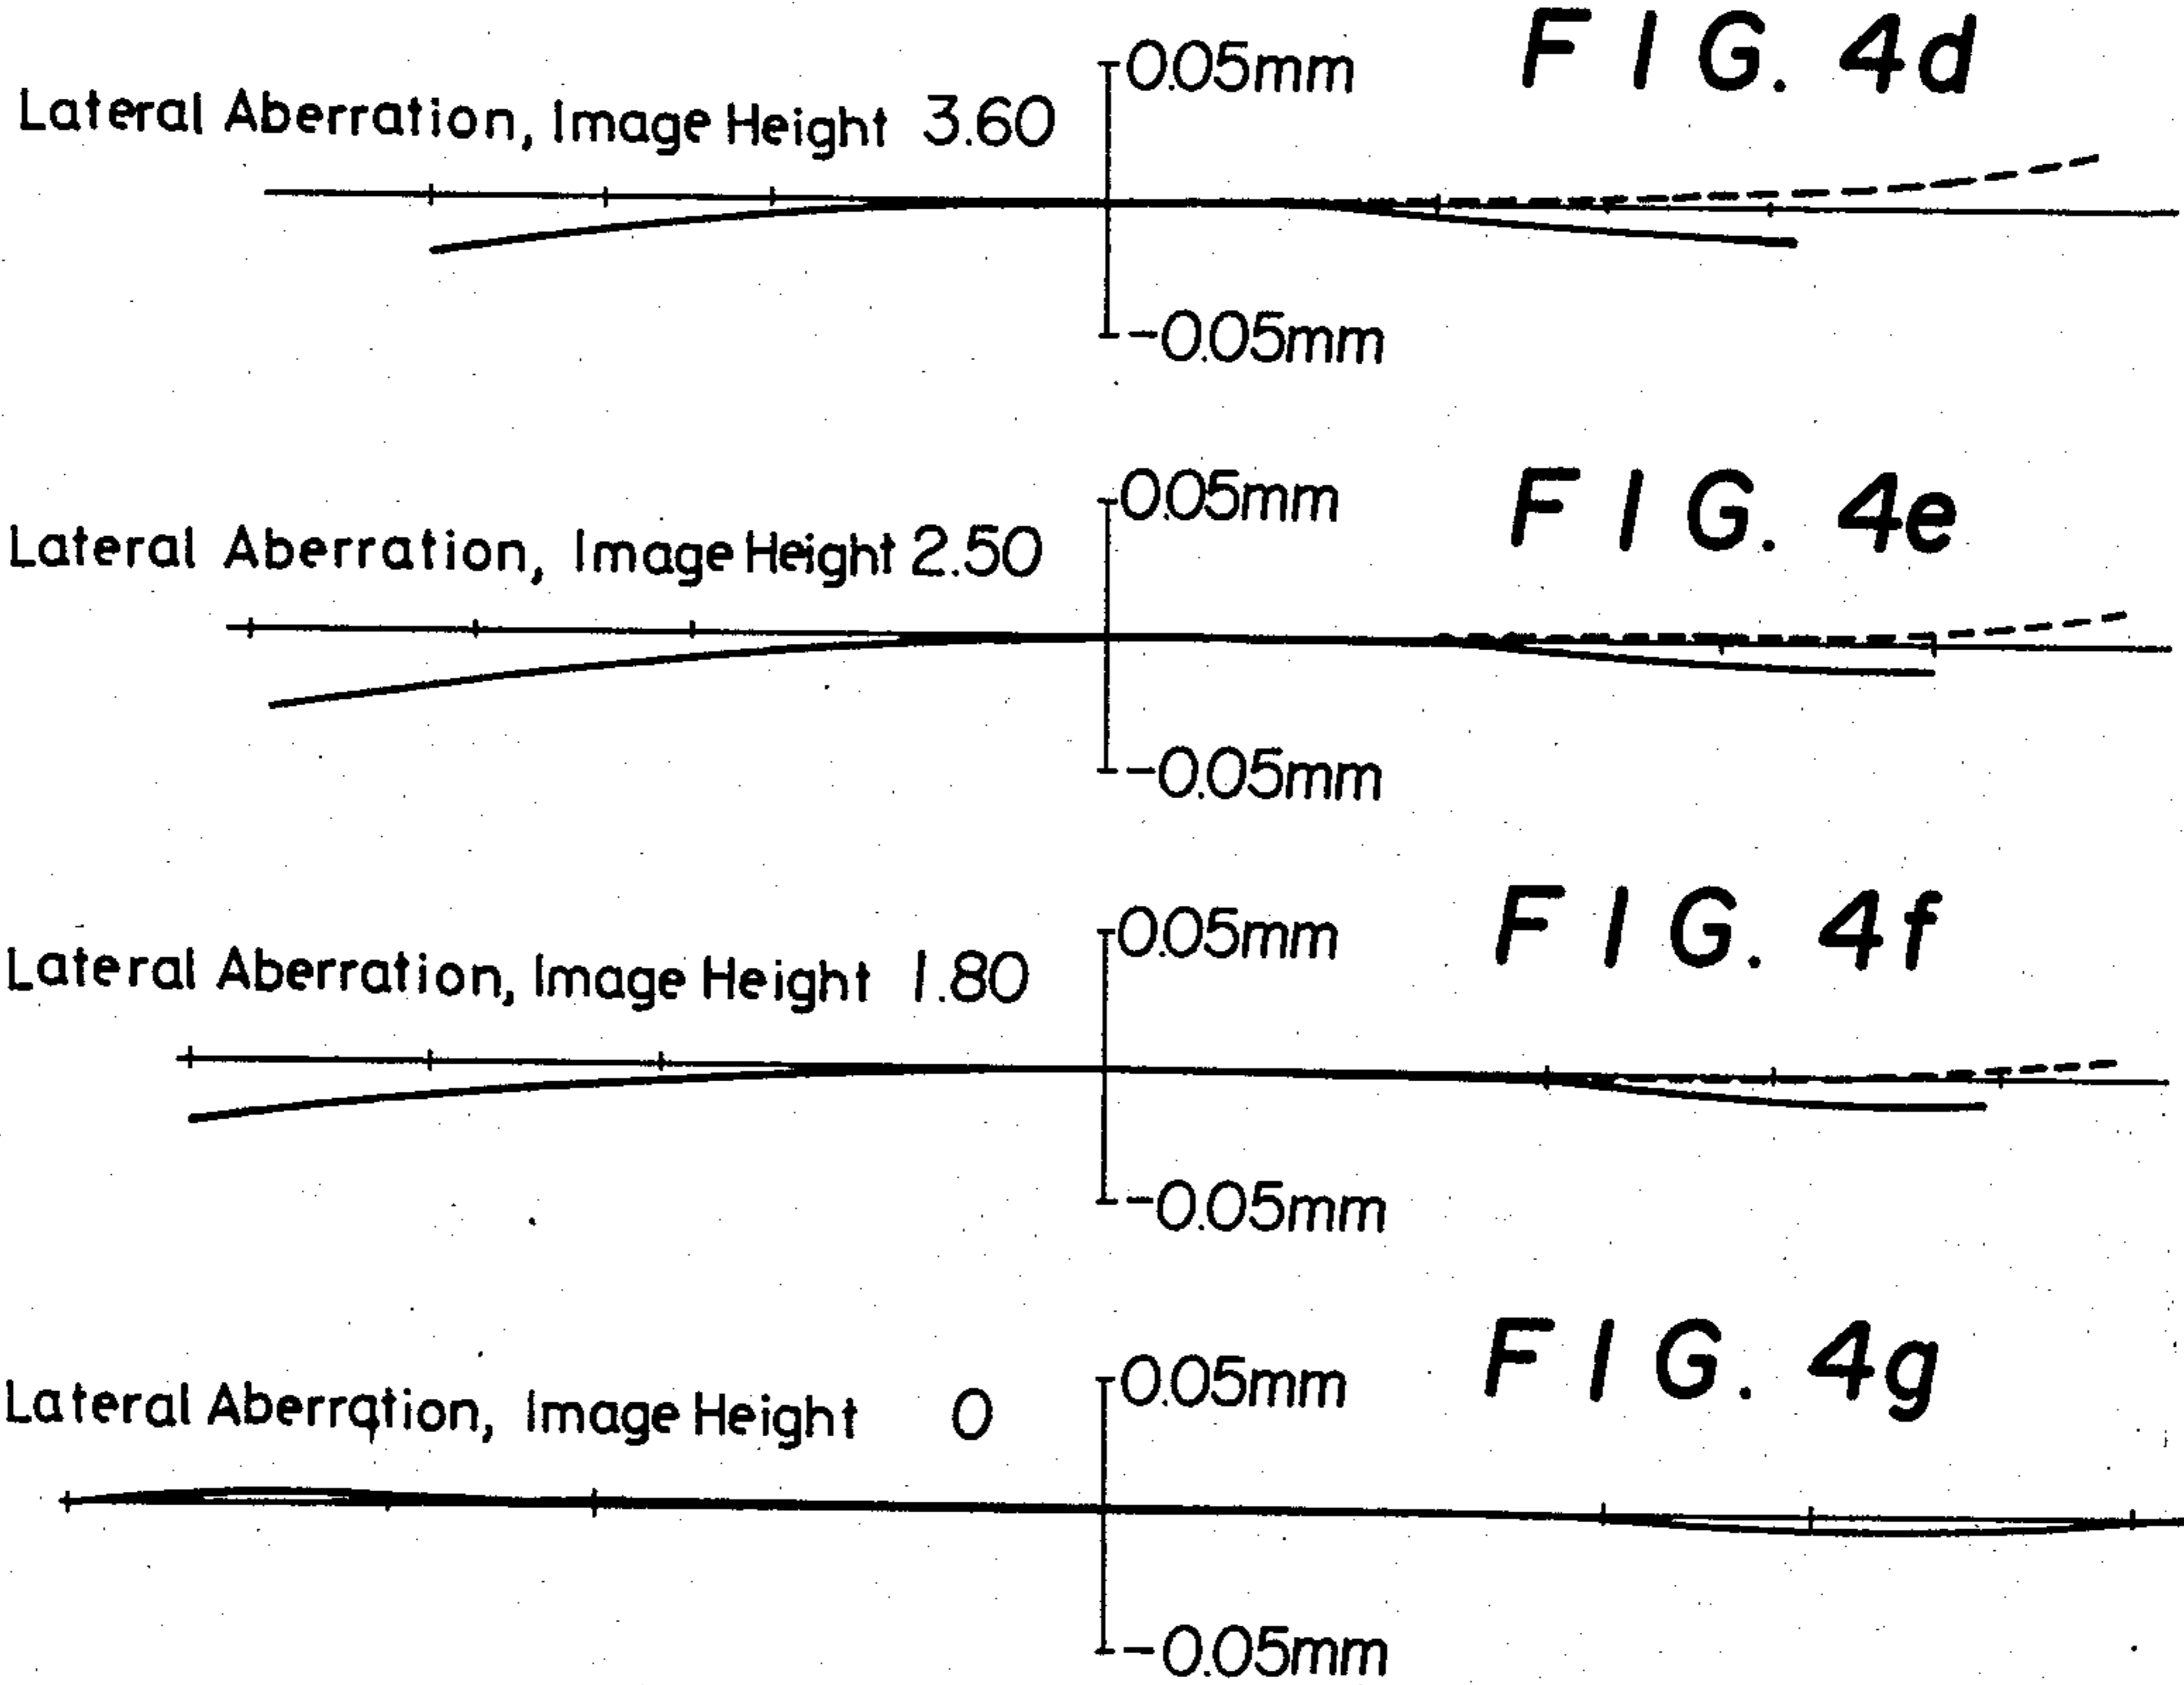 0.05mm
FIG. 4d
Lateral Aberration, Image Height 3.60
-0.05mm
0.05mm
FIG. 4e
Lateral Aberration, Image Height 2.50
-0.05mm
0.05mm
FIG. 4f
Lateral Aberration, Image Height 1.80
-0.05mm
0.05mm
FIG. 4g
Lateral Aberration, Image Height 0
-0.05mm